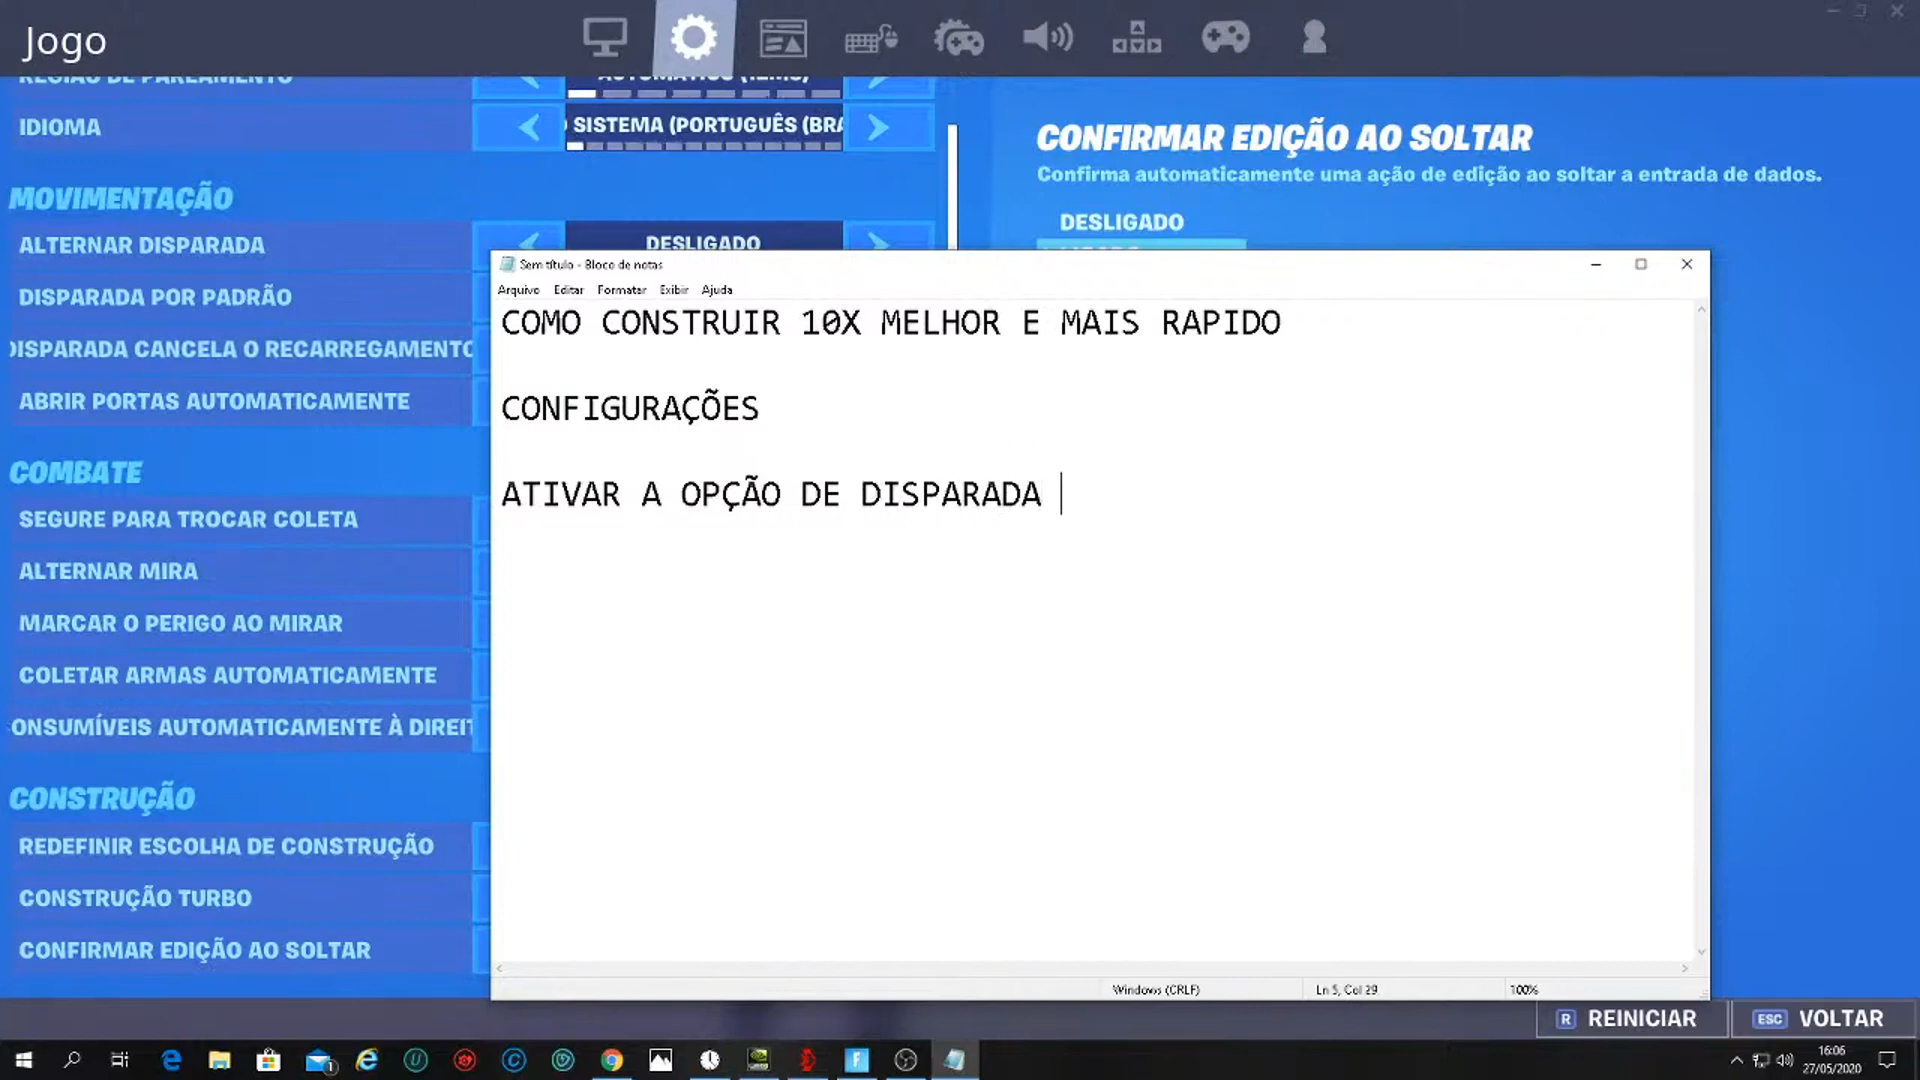 Jogo
IDIOMA
SISTEMA (PORTUGUÊS (BRA
MOVIMENTAÇÃO
ALTERNAR DISPARADA
DESLIGADO
DISPARADA POR PADRÃO
DISPARADA CANCELA O RECARREGAMENTO
ABRIR PORTAS AUTOMATICAMENTE
COMBATE
SEGURE PARA TROCAR COLETA
ALTERNAR MIRA
MARCAR O PERIGO AO MIRAR
COLETAR ARMAS AUTOMATICAMENTE
ONSUMÍVEIS AUTOMATICAMENTE À DIREIT
CONSTRUÇÃO
REDEFINIR ESCOLHA DE CONSTRUÇÃO
CONSTRUÇÃO TURBO
CONFIRMAR EDIÇÃO AO SOLTAR
CONFIRMAR EDIÇÃO AO SOLTAR
Confirma automaticamente uma ação de edição ao soltar a entrada de dados.
DESLIGADO
Sem título - Bloco de notas
Arquivo Editar Formatar Exibir Ajuda
COMO CONSTRUIR 10X MELHOR E MAIS RAPIDO
CONFIGURAÇÕES
ATIVAR A OPÇÃO DE DISPARADA
Windows (CRLF) Ln 5, Col 29 100%
R REINICIAR ESC VOLTAR
16:06
27/05/2020